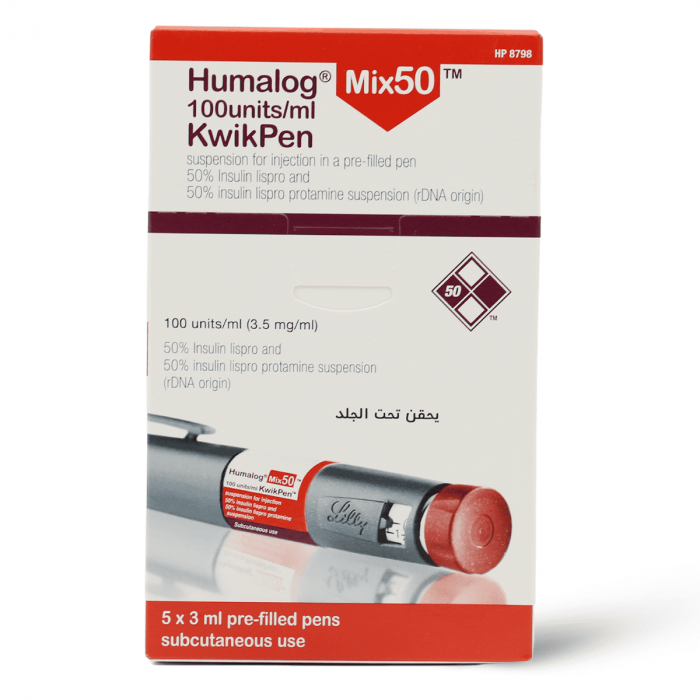 HP 8798
Humalog® Mix50™
100units/ml
KwikPen
suspension for injection in a pre-filled pen
50% Insulin lispro and
50% insulin lispro protamine suspension (rDNA origin)
50
TM
100 units/ml (3.5 mg/ml)
50% Insulin lispro and
50% insulin lispro protamine suspension
(rDNA origin)
يحقن تحت الجلد
Humalog® Mix50™
100 units/ml KwikPen™
suspension for injection
50% insulin lispro and
50% insulin lispro protamine
suspension
Subcutaneous use
Lilly
5 x 3 ml pre-filled pens
subcutaneous use